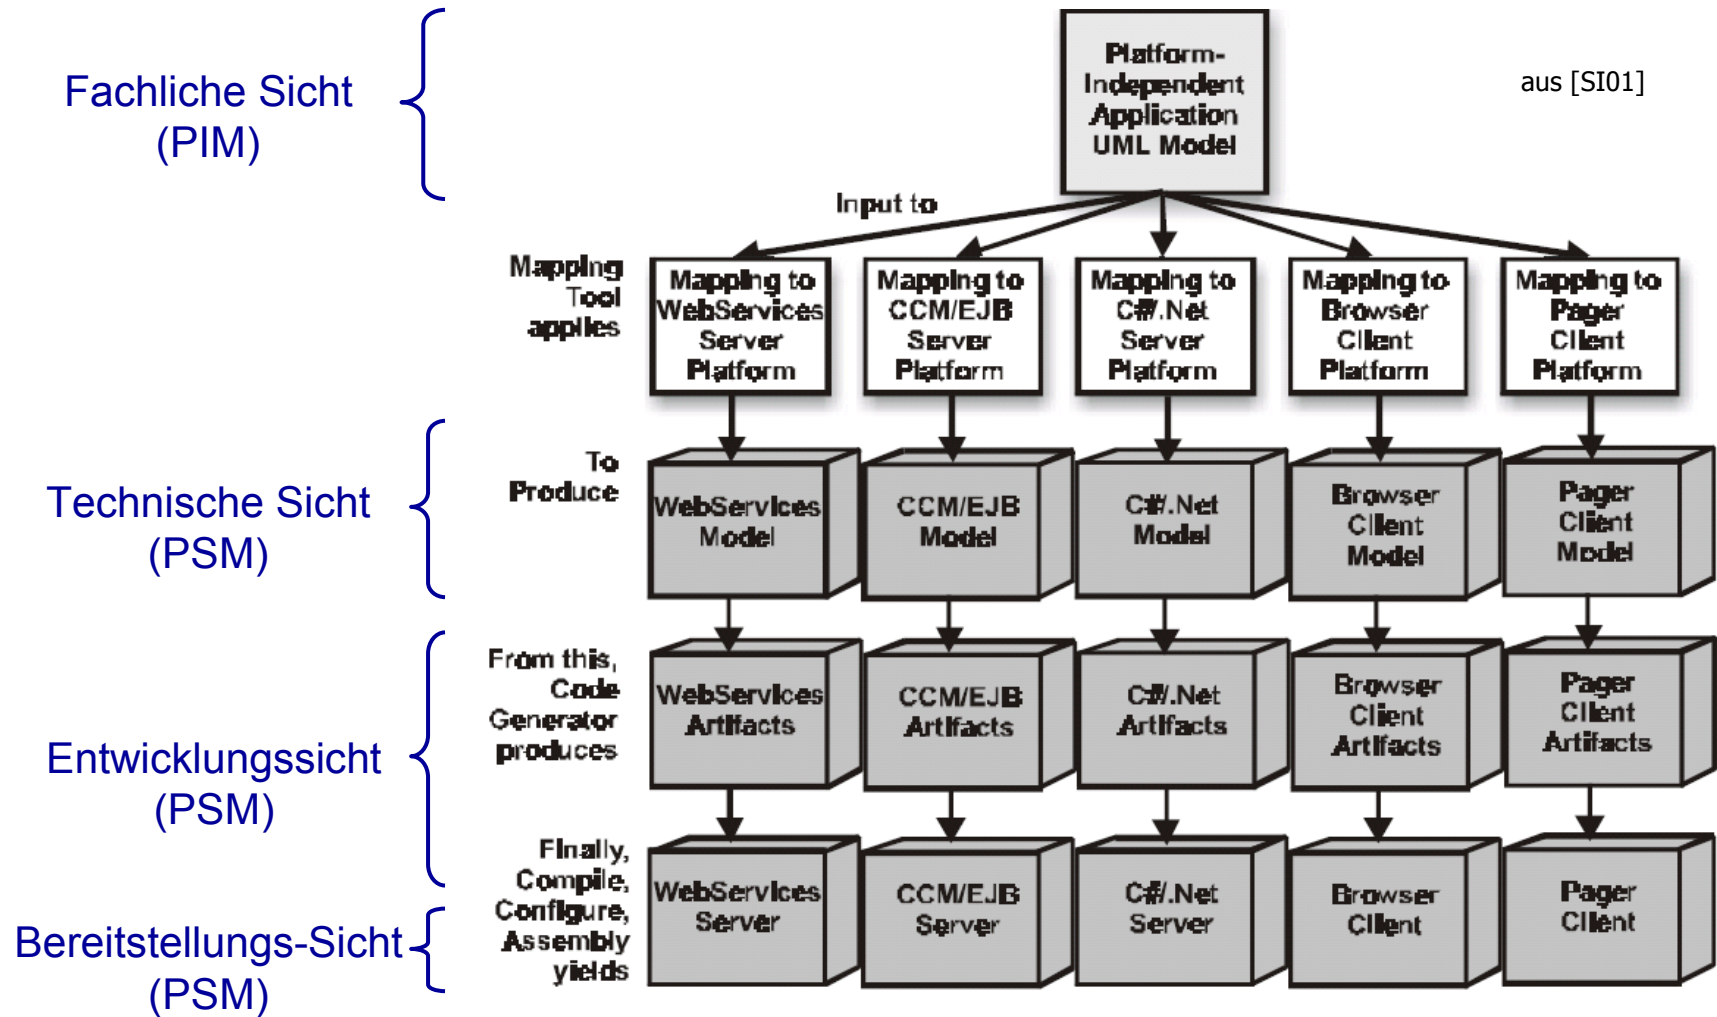 Fachliche Sicht
(PIM)
Platform-
Independent
Application
UML Model
aus [SI01]
Input to
Mapping
Tool
applies
Mapping to
WebServices
Server
Platform
Mapping to
CCM/EJB
Server
Platform
Mapping to
C#/.Net
Server
Platform
Mapping to
Browser
Client
Platform
Mapping to
Pager
Client
Platform
Technische Sicht
(PSM)
To
Produce
WebServices
Model
CCM/EJB
Model
C#/.Net
Model
Browser
Client
Model
Pager
Client
Model
Entwicklungssicht
(PSM)
From this,
Code
Generator
produces
WebServices
Artifacts
CCM/EJB
Artifacts
C#/.Net
Artifacts
Browser
Client
Artifacts
Pager
Client
Artifacts
Bereitstellungs-Sicht
(PSM)
Finally,
Compile,
Configure,
Assembly
yields
WebServices
Server
CCM/EJB
Server
C#/.Net
Server
Browser
Client
Pager
Client